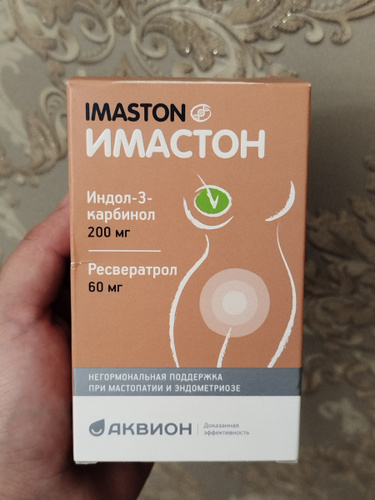 IMASTON
ИМАСТОН
Индол-3-
карбинол
200 мг
Ресвератрол
60 мг
НЕГОРМОНАЛЬНАЯ ПОДДЕРЖКА
ПРИ МАСТОПАТИИ И ЭНДОМЕТРИОЗЕ
АКВИОН
Доказанная
эффективность